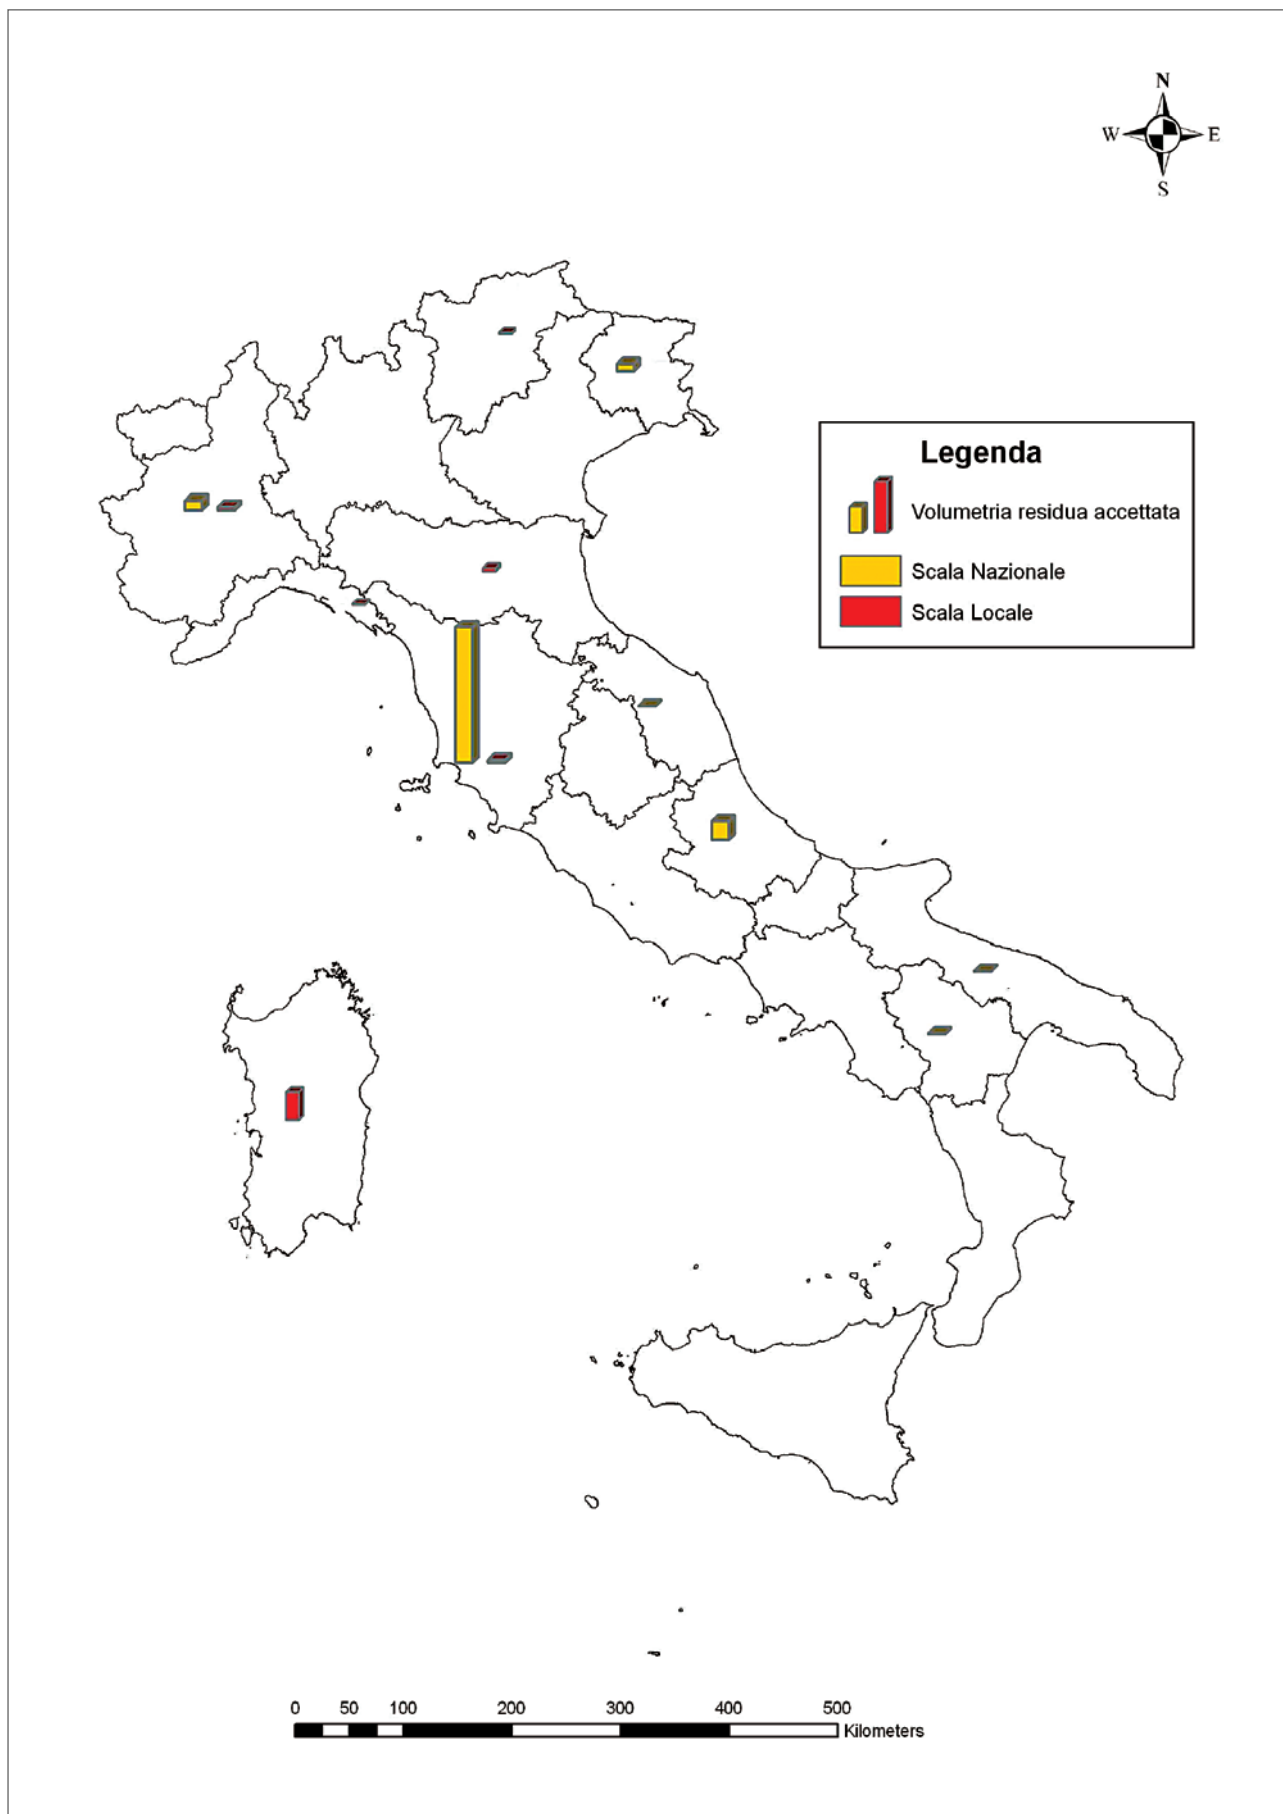 N
W E
S
Legenda
Volumetria residua accettata
Scala Nazionale
Scala Locale
0 50 100 200 300 400 500
Kilometers